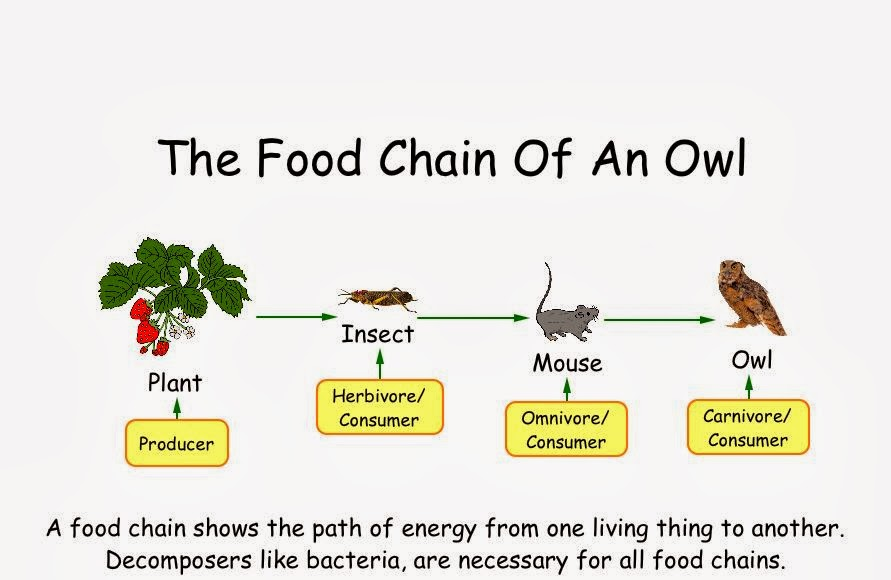 The Food Chain Of An Owl
Plant
Insect
Mouse
Owl
Producer
Herbivore/
Consumer
Omnivore/
Consumer
Carnivore/
Consumer
A food chain shows the path of energy from one living thing to another.
Decomposers like bacteria, are necessary for all food chains.